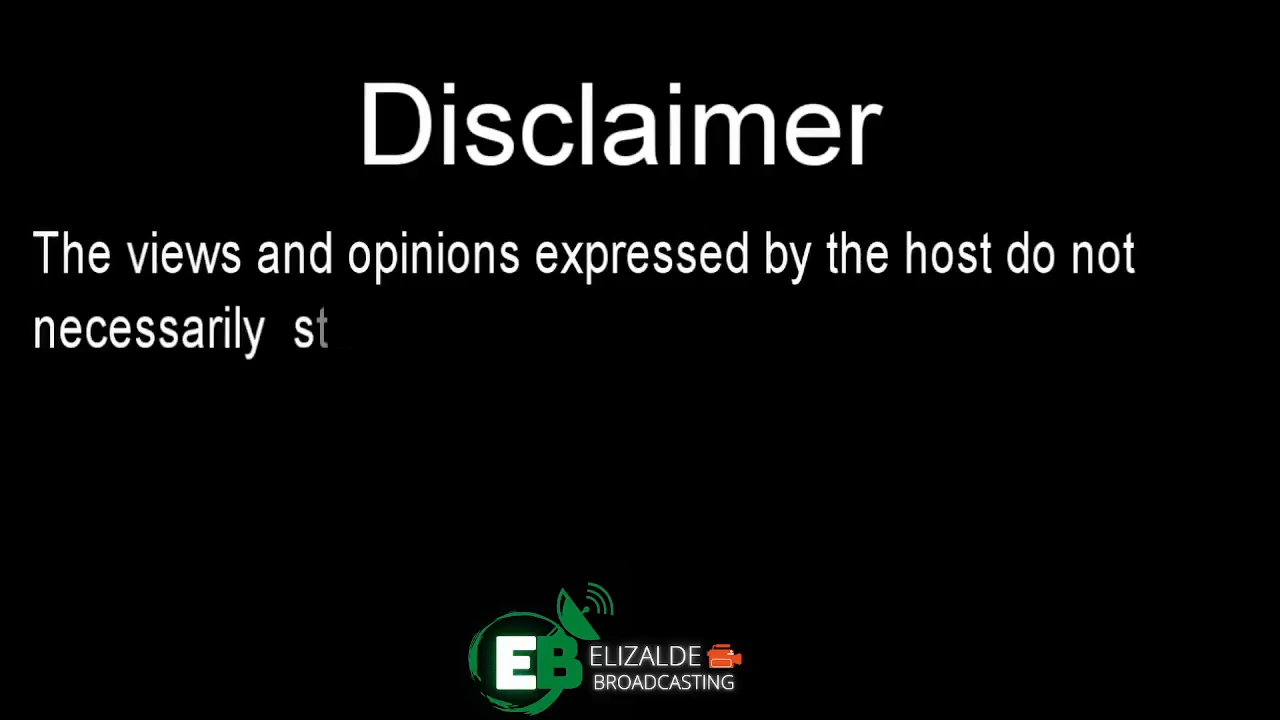 Disclaimer
The views and opinions expressed by the host do not
necessarily st
EB
ELIZALDE
BROADCASTING